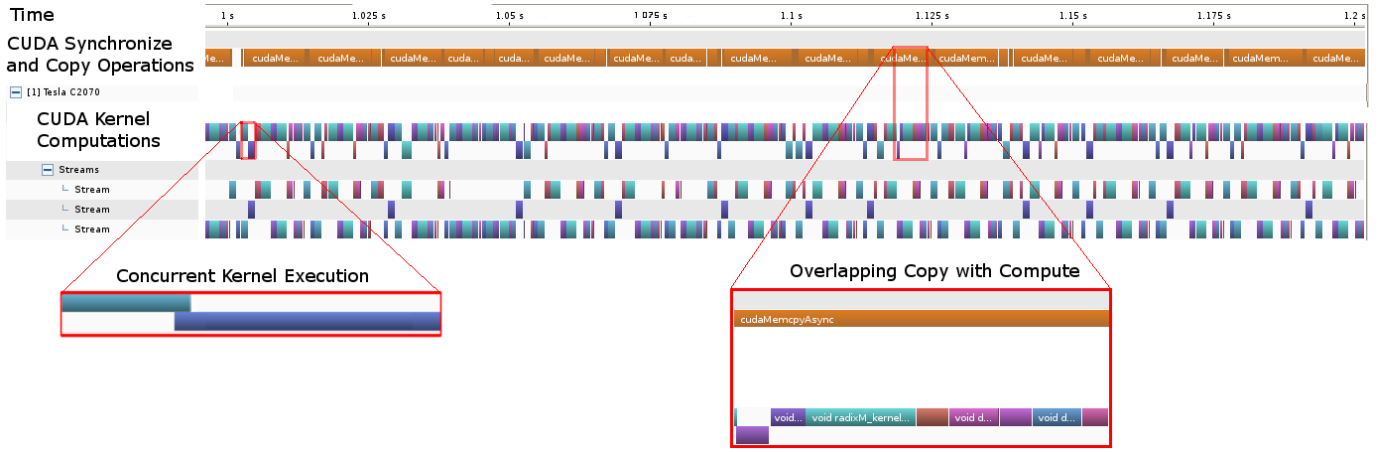 Time
1 s 1.025 s 1.05 s 1.075 s 1.1 s 1.125 s 1.15 s 1.175 s 1.2 s
CUDA Synchronize
and Copy Operations
Me... cudaMe... cudaMe... cudaMe... cuda... cuda... cudaMe... cudaMe... cuda... cudaMe... cudaMe... cudaMe... cudaMem... cudaMe... cudaMe... cudaMe... cudaMem... cudaMe...
[1] Tesla C2070
CUDA Kernel
Computations
Streams
Stream
Stream
Stream
Concurrent Kernel Execution
Overlapping Copy with Compute
cudaMemcpyAsync
void... void radixM_kernel... void d... void d...